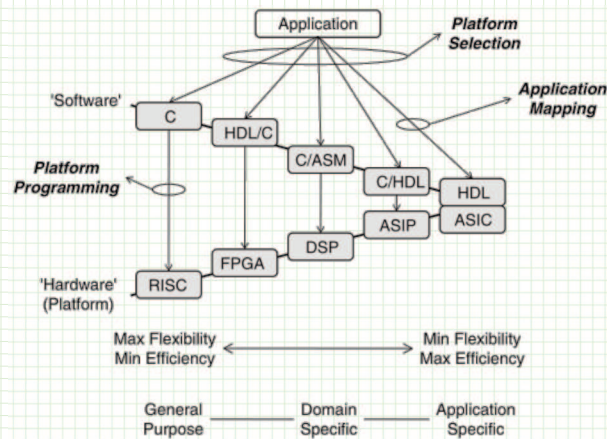 Application
Platform
Selection
'Software'
Application
Mapping
C
HDL/C
C/ASM
C/HDL
HDL
Platform
Programming
ASIC
ASIP
DSP
FPGA
RISC
'Hardware'
(Platform)
Max Flexibility
Min Efficiency
Min Flexibility
Max Efficiency
General
Purpose
Domain
Specific
Application
Specific